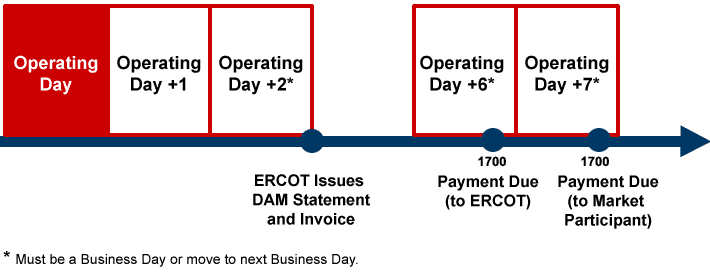 Operating
Day
Operating
Day +1
Operating
Day +2*
Operating
Day +6*
Operating
Day +7*
1700
1700
ERCOT Issues
DAM Statement
and Invoice
Payment Due
(to ERCOT)
Payment Due
(to Market
Participant)
* Must be a Business Day or move to next Business Day.